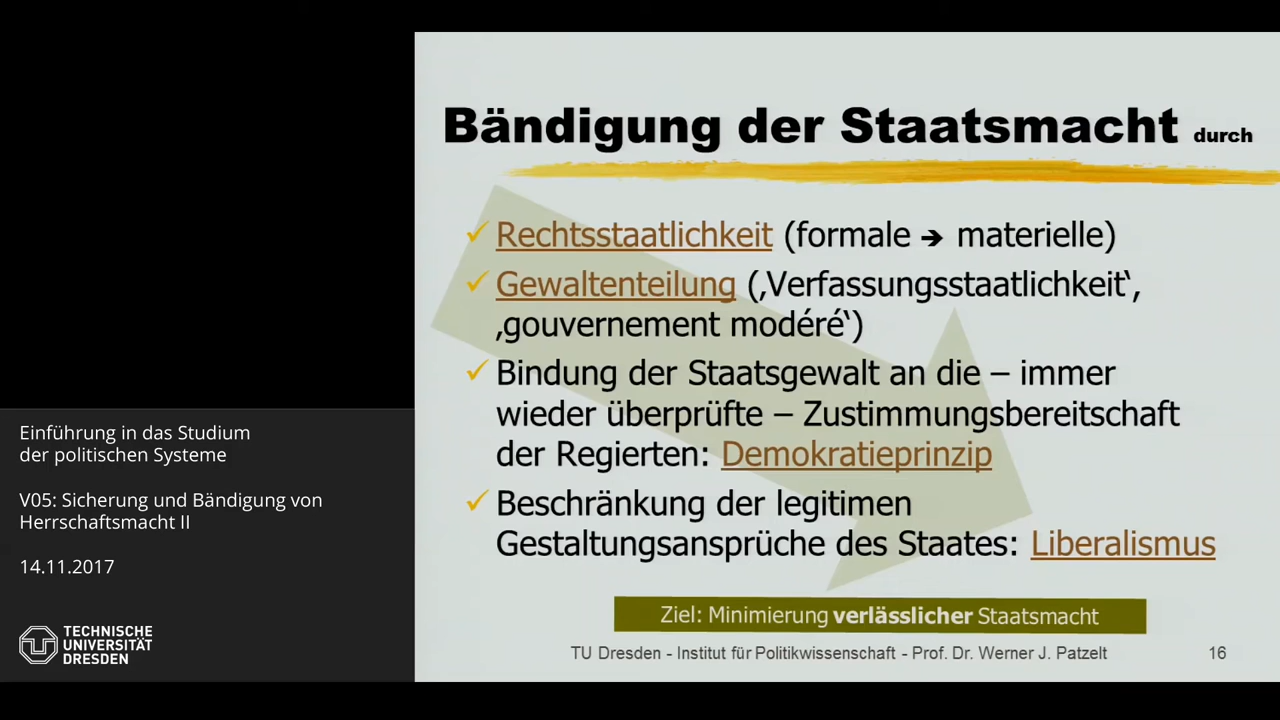 Bändigung der Staatsmacht durch
✓ Rechtsstaatlichkeit (formale ➔ materielle)
✓ Gewaltenteilung (‚Verfassungsstaatlichkeit‘,
‚gouvernement modéré‘)
✓ Bindung der Staatsgewalt an die – immer
wieder überprüfte – Zustimmungsbereitschaft
der Regierten: Demokratieprinzip
✓ Beschränkung der legitimen
Gestaltungsansprüche des Staates: Liberalismus
Ziel: Minimierung verlässlicher Staatsmacht
TU Dresden - Institut für Politikwissenschaft - Prof. Dr. Werner J. Patzelt 16
Einführung in das Studium
der politischen Systeme
V05: Sicherung und Bändigung von
Herrschaftsmacht II
14.11.2017
TECHNISCHE
UNIVERSITÄT
DRESDEN